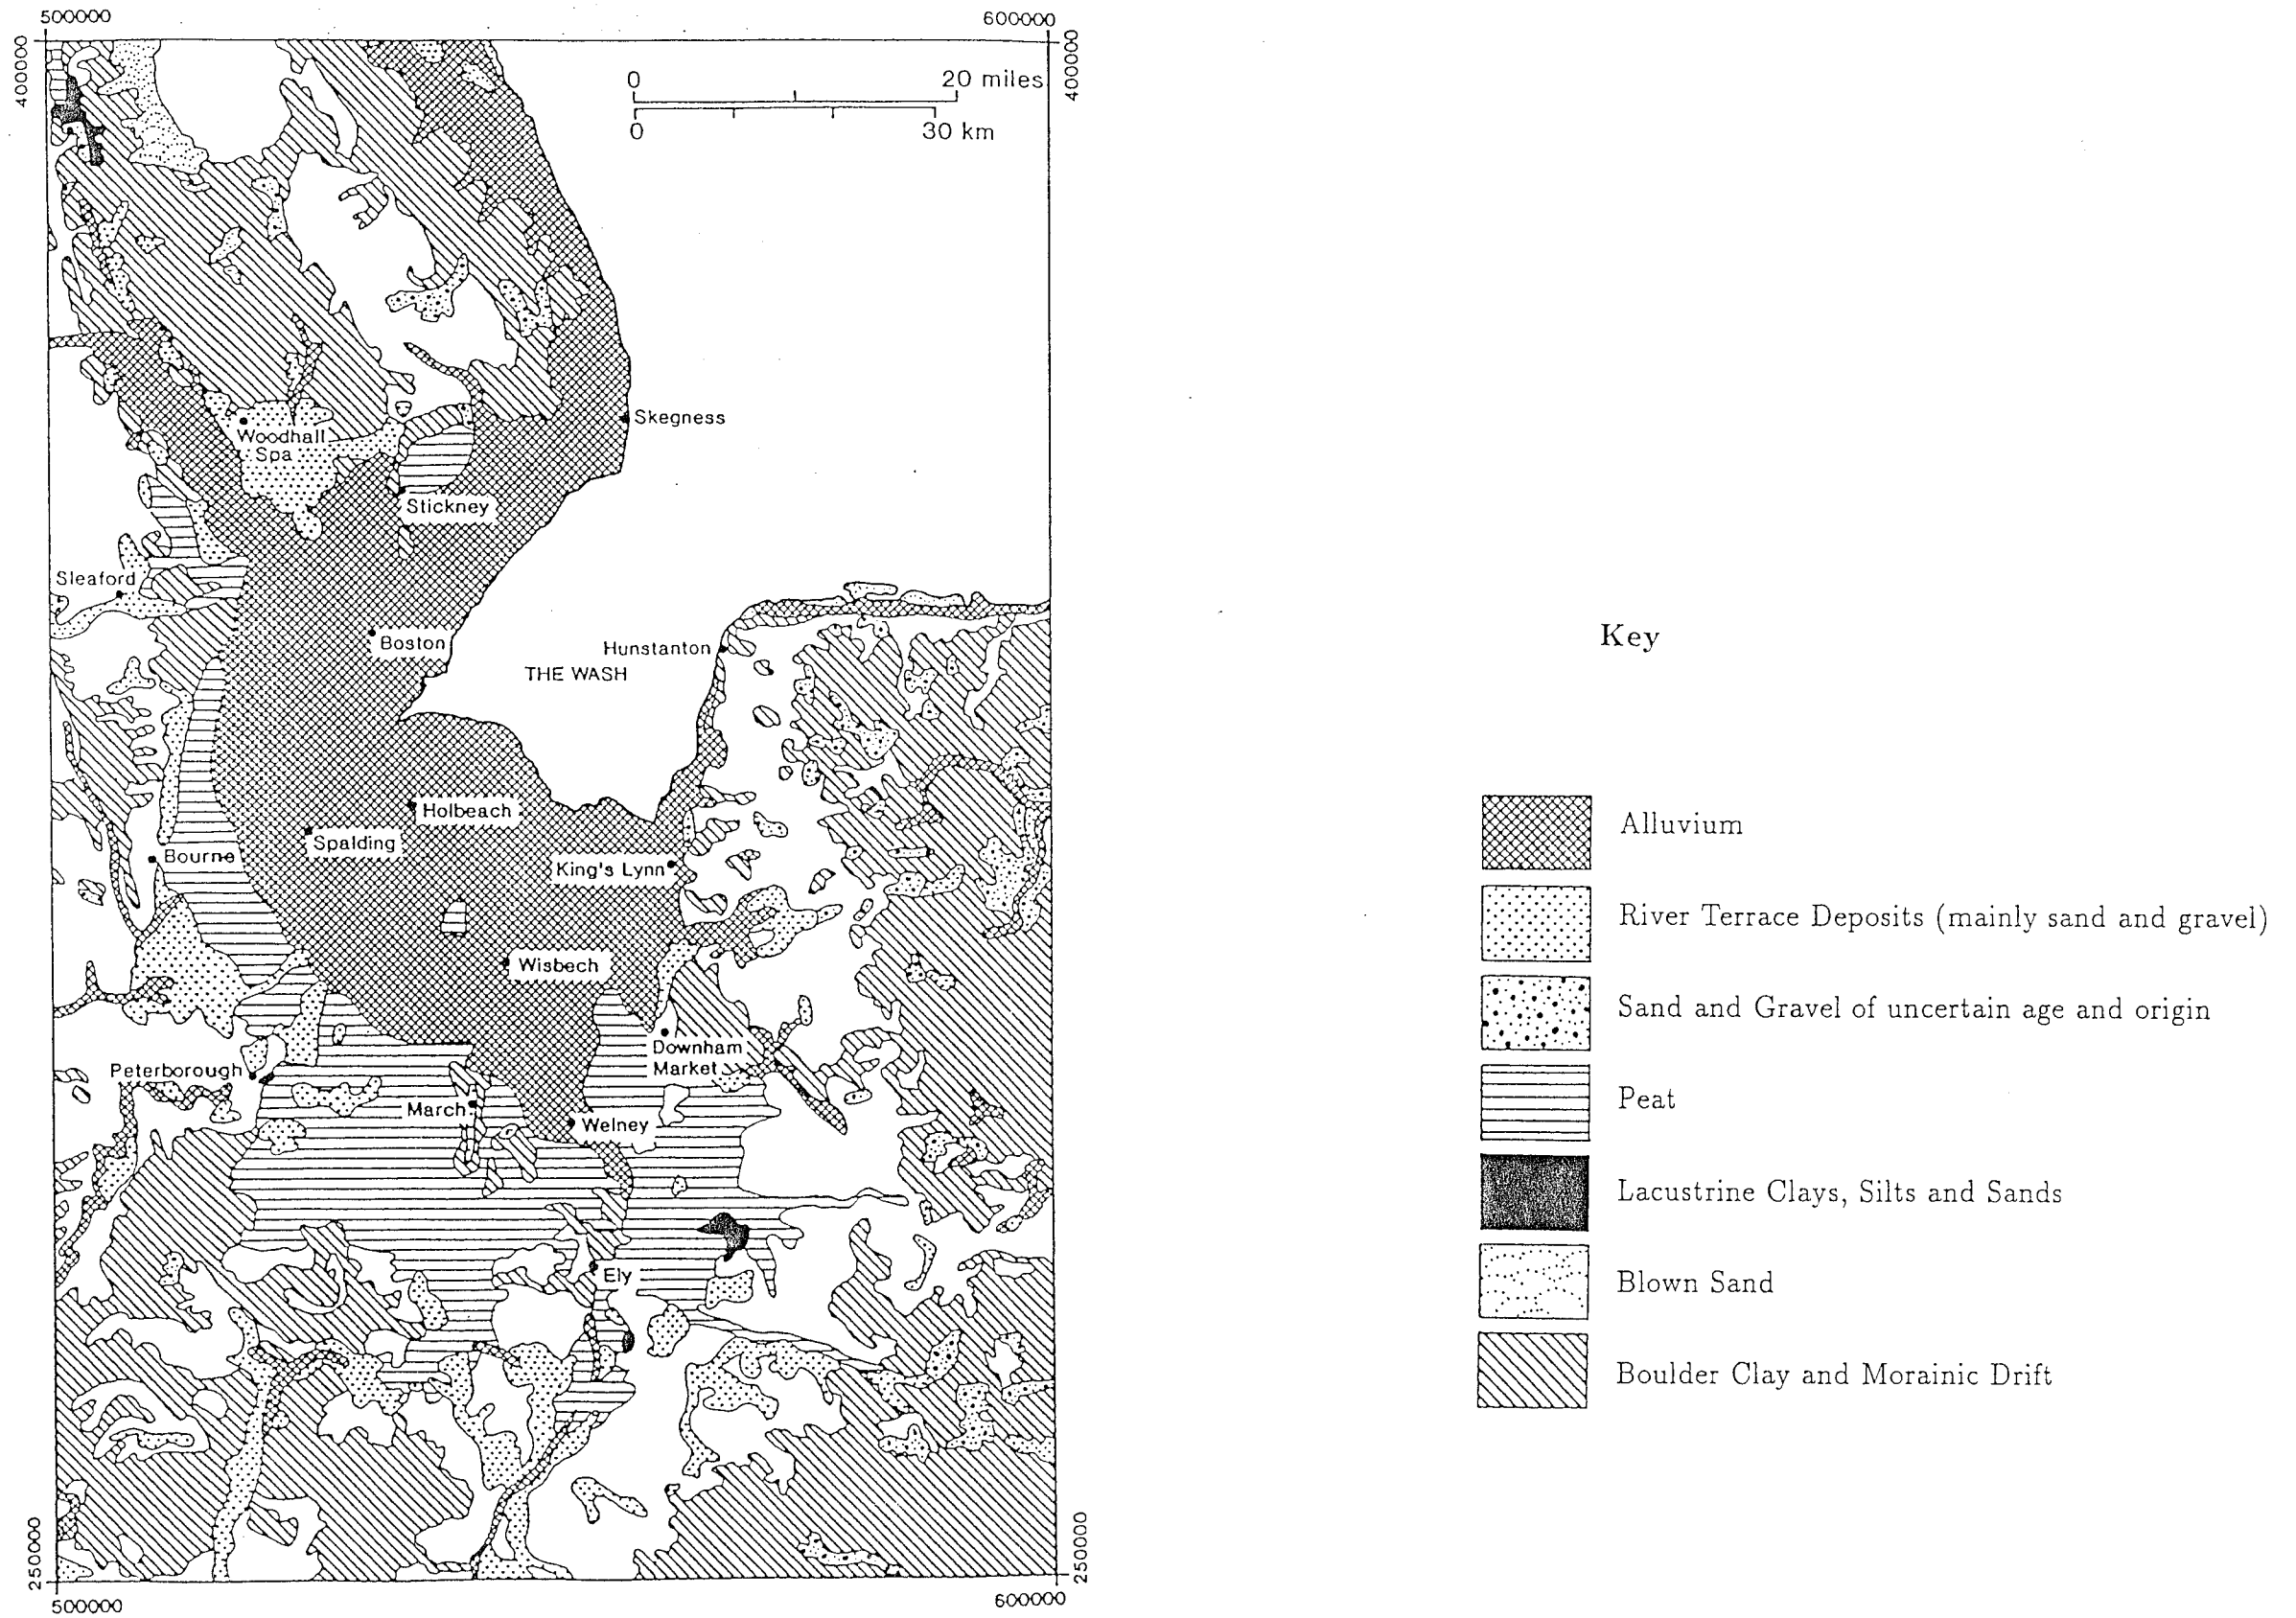 500000
600000
400000
400000
0
20 miles
0
30 km
Skegness
Woodhall
Spa
Stickney
Sleaford
Boston
Hunstanton
THE WASH
Holbeach
Spalding
Bourne
King's Lynn
Wisbech
Downham
Market
Peterborough
March
Welney
Ely
250000
250000
500000
600000
Key
Alluvium
River Terrace Deposits (mainly sand and gravel)
Sand and Gravel of uncertain age and origin
Peat
Lacustrine Clays, Silts and Sands
Blown Sand
Boulder Clay and Morainic Drift